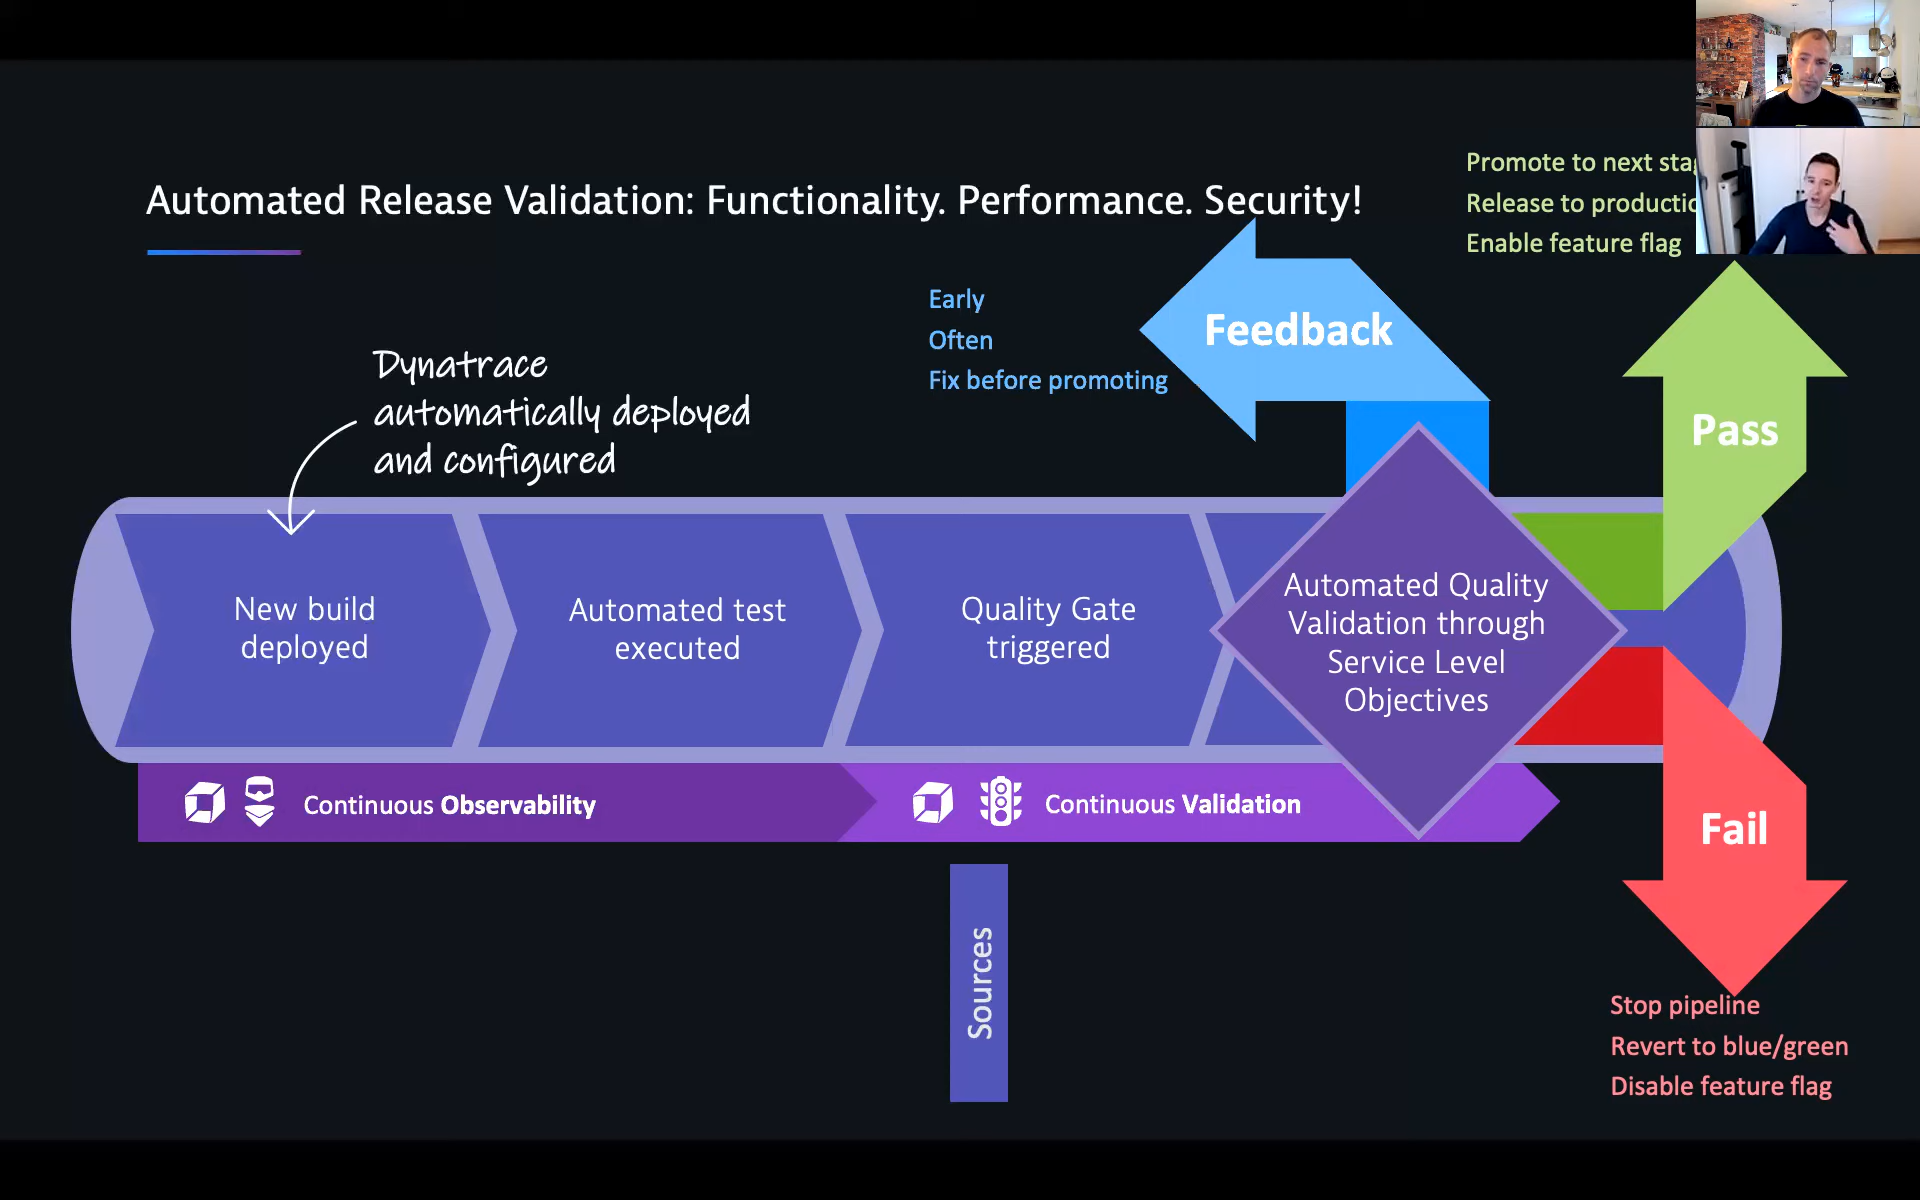 Automated Release Validation: Functionality. Performance. Security!
Promote to next
Release to
Enable feature flag
Early
Often
Fix before promoting
Feedback
Dynatrace
automatically deployed
and configured
Pass
New build
deployed
Automated test
executed
Quality Gate
triggered
Automated Quality
Validation through
Service Level
Objectives
Continuous Observability
Continuous Validation
Fail
Sources
Stop pipeline
Revert to blue/green
Disable feature flag